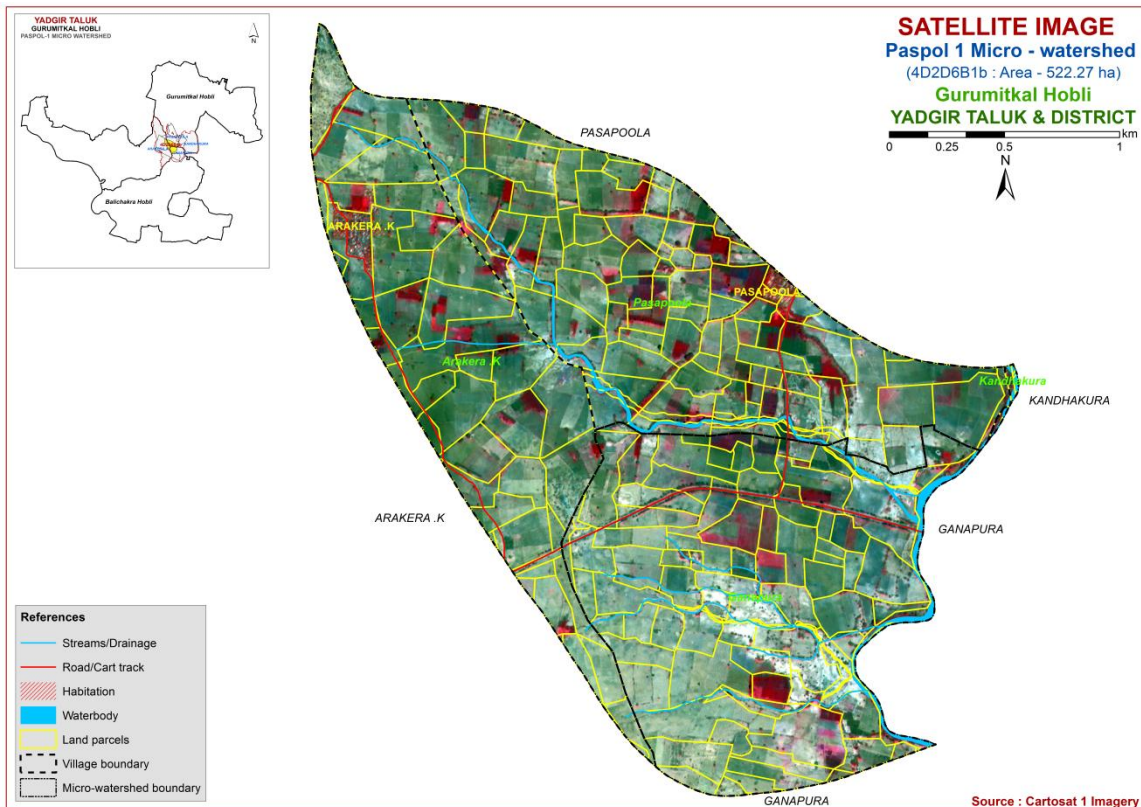 YADGIR TALUK
GURUMITKAL HOBLI
PASPOL-1 MICRO WATERSHED
N
Gurumitkal Hobli
Balichakra Hobli
SATELLITE IMAGE
Paspol 1 Micro - watershed
(4D2D6B1b : Area - 522.27 ha)
Gurumitkal Hobli
YADGIR TALUK & DISTRICT
km
0 0.25 0.5 1
N
PASAPOOLA
ARAKERA .K
PASAPOOLA
Pasapoola
Arakera .K
Kandhakura
KANDHAKURA
ARAKERA .K
GANAPURA
GANAPURA
References
Streams/Drainage
Road/Cart track
Habitation
Waterbody
Land parcels
Village boundary
Micro-watershed boundary
Source : Cartosat 1 Imagery